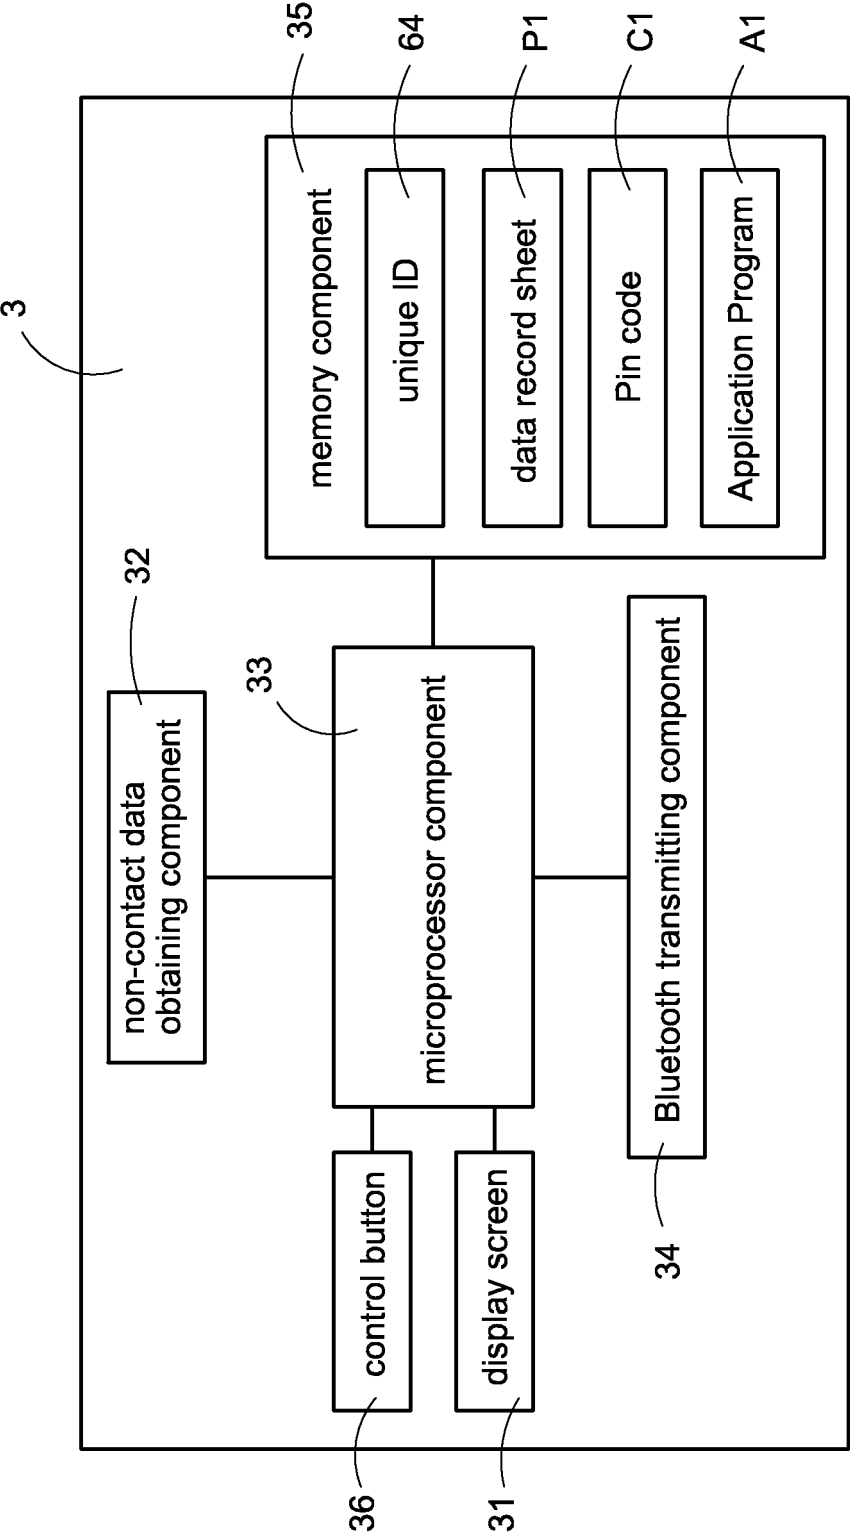 3
32
non-contact data
obtaining component
33
microprocessor component
36
control button
31
display screen
34
Bluetooth transmitting component
memory component
35
unique ID
64
data record sheet
P1
Pin code
C1
Application Program
A1